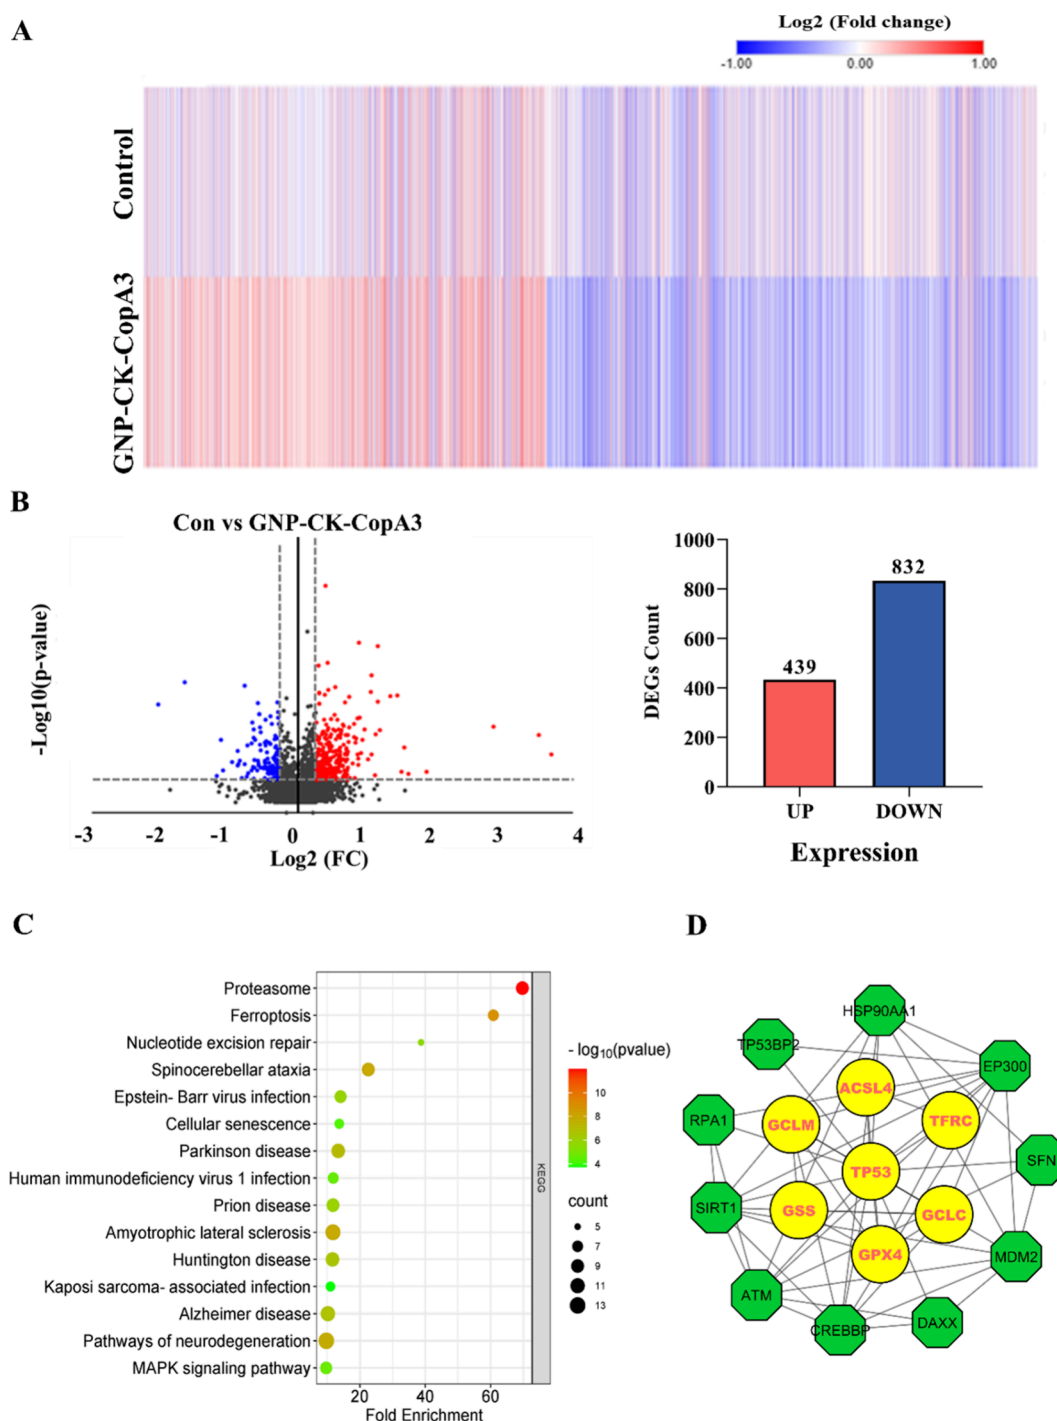 A
Log2 (Fold change)
-1.00 0.00 1.00
Control
GNP-CK-CopA3
B
Con vs GNP-CK-CopA3
-Log10(p-value)
-3 -2 -1 0 1 2 3 4
Log2 (FC)
DEGs Count
1000
800
600
400
200
0
439
832
UP DOWN
Expression
C
Proteasome
Ferroptosis
Nucleotide excision repair
Spinocerebellar ataxia
Epstein- Barr virus infection
Cellular senescence
Parkinson disease
Human immunodeficiency virus 1 infection
Prion disease
Amyotrophic lateral sclerosis
Huntington disease
Kaposi sarcoma- associated infection
Alzheimer disease
Pathways of neurodegeneration
MAPK signaling pathway
20 40 60
Fold Enrichment
KEGG
- log10(pvalue)
10
8
6
4
count
5
7
9
11
13
D
HSP90AA1
TP53BP2
EP300
ACSL4
RPA1
GCLM
TFRC
SFN
TP53
SIRT1
GSS
GCLC
GPX4
MDM2
ATM
CREBBP
DAXX